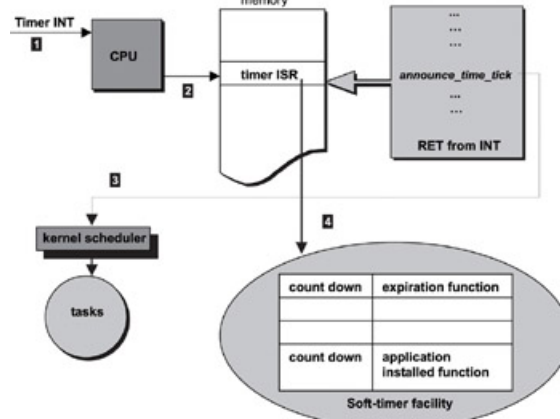 memory
Timer INT
1
CPU
2
timer ISR
...
...
...
announce_time_tick
...
...
RET from INT
3
4
kernel scheduler
tasks
count down expiration function
count down application
installed function
Soft-timer facility